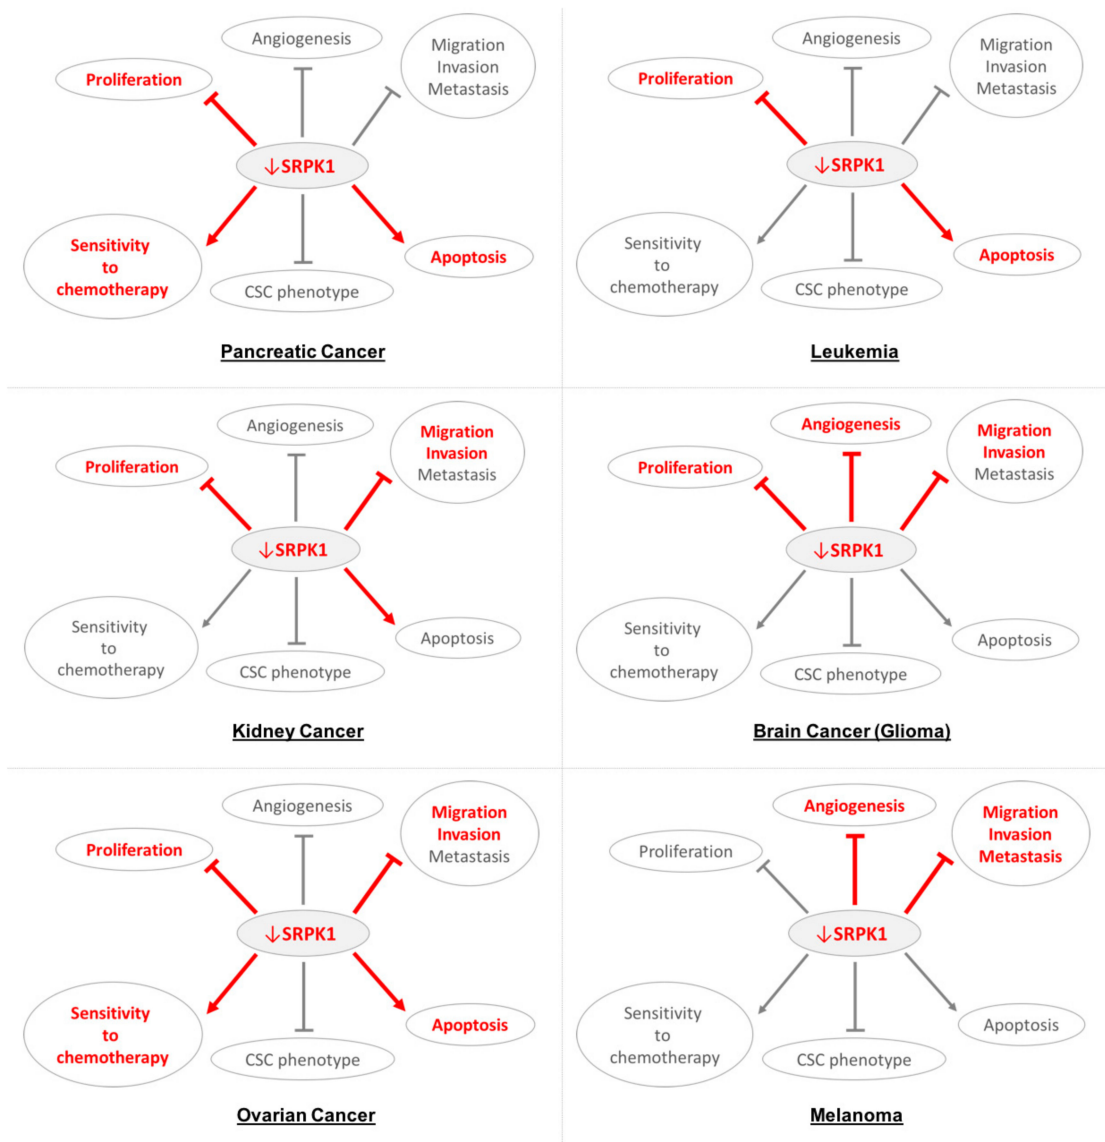 Angiogenesis
Migration
Invasion
Metastasis
Proliferation
↓SRPK1
Sensitivity
to
chemotherapy
Apoptosis
CSC phenotype
Pancreatic Cancer
Angiogenesis
Migration
Invasion
Metastasis
Proliferation
↓SRPK1
Sensitivity
to
chemotherapy
Apoptosis
CSC phenotype
Leukemia
Angiogenesis
Migration
Invasion
Metastasis
Proliferation
↓SRPK1
Sensitivity
to
chemotherapy
Apoptosis
CSC phenotype
Kidney Cancer
Angiogenesis
Migration
Invasion
Metastasis
Proliferation
↓SRPK1
Sensitivity
to
chemotherapy
Apoptosis
CSC phenotype
Brain Cancer (Glioma)
Angiogenesis
Migration
Invasion
Metastasis
Proliferation
↓SRPK1
Sensitivity
to
chemotherapy
Apoptosis
CSC phenotype
Ovarian Cancer
Angiogenesis
Migration
Invasion
Metastasis
Proliferation
↓SRPK1
Sensitivity
to
chemotherapy
Apoptosis
CSC phenotype
Melanoma